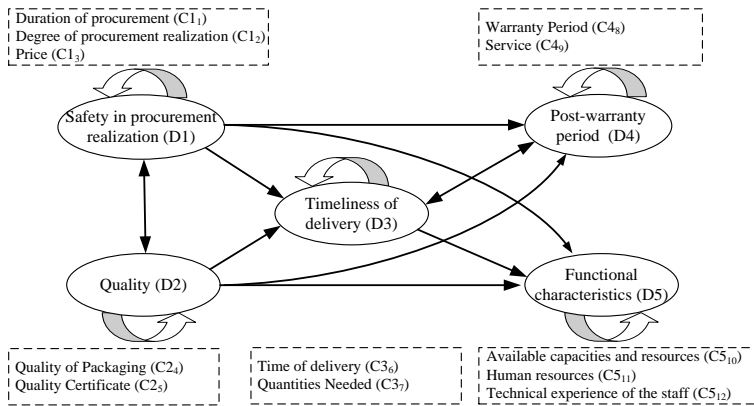 Duration of procurement (C1₁)
Degree of procurement realization (C1₂)
Price (C1₃)
Warranty Period (C4₈)
Service (C4₉)
Safety in procurement
realization (D1)
Post-warranty
period (D4)
Timeliness of
delivery (D3)
Quality (D2)
Functional
characteristics (D5)
Quality of Packaging (C2₄)
Quality Certificate (C2₅)
Time of delivery (C3₆)
Quantities Needed (C3₇)
Available capacities and resources (C5₁₀)
Human resources (C5₁₁)
Technical experience of the staff (C5₁₂)